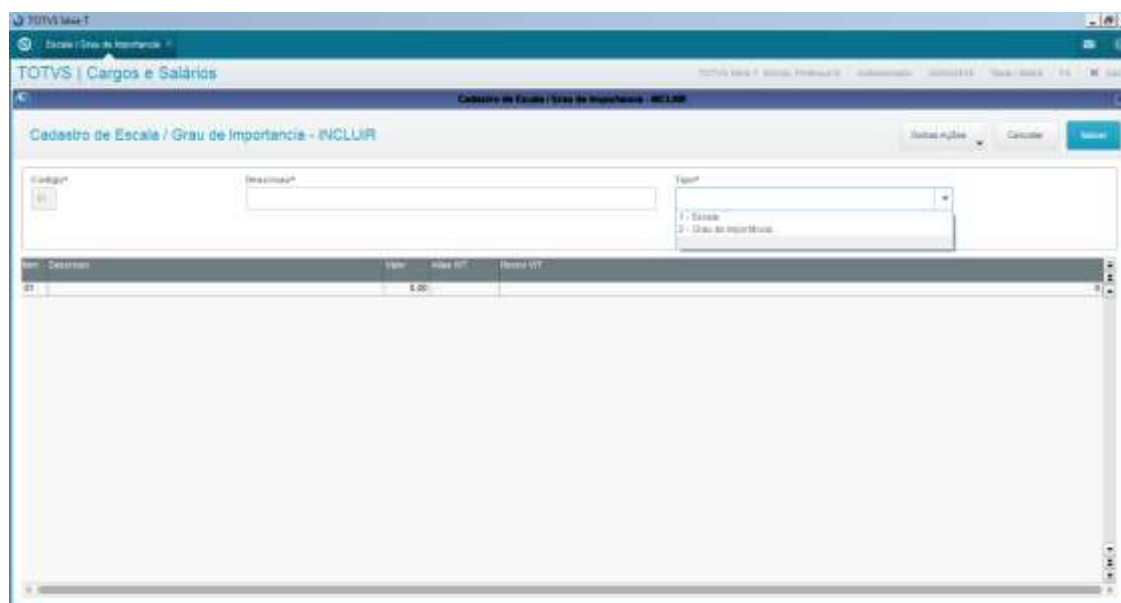 TOTVS Série T
Escala / Grau de Importancia
TOTVS | Cargos e Salários
Cadastro de Escala / Grau de Importancia - INCLUIR
Cadastro de Escala / Grau de Importancia - INCLUIR
Outras Ações
Cancelar
Salvar
Codigo*
Descricao*
Tipo*
1 - Escala
2 - Grau de Importância
Item Descricao Valor Alias WT Recno WT
01 0.00 0